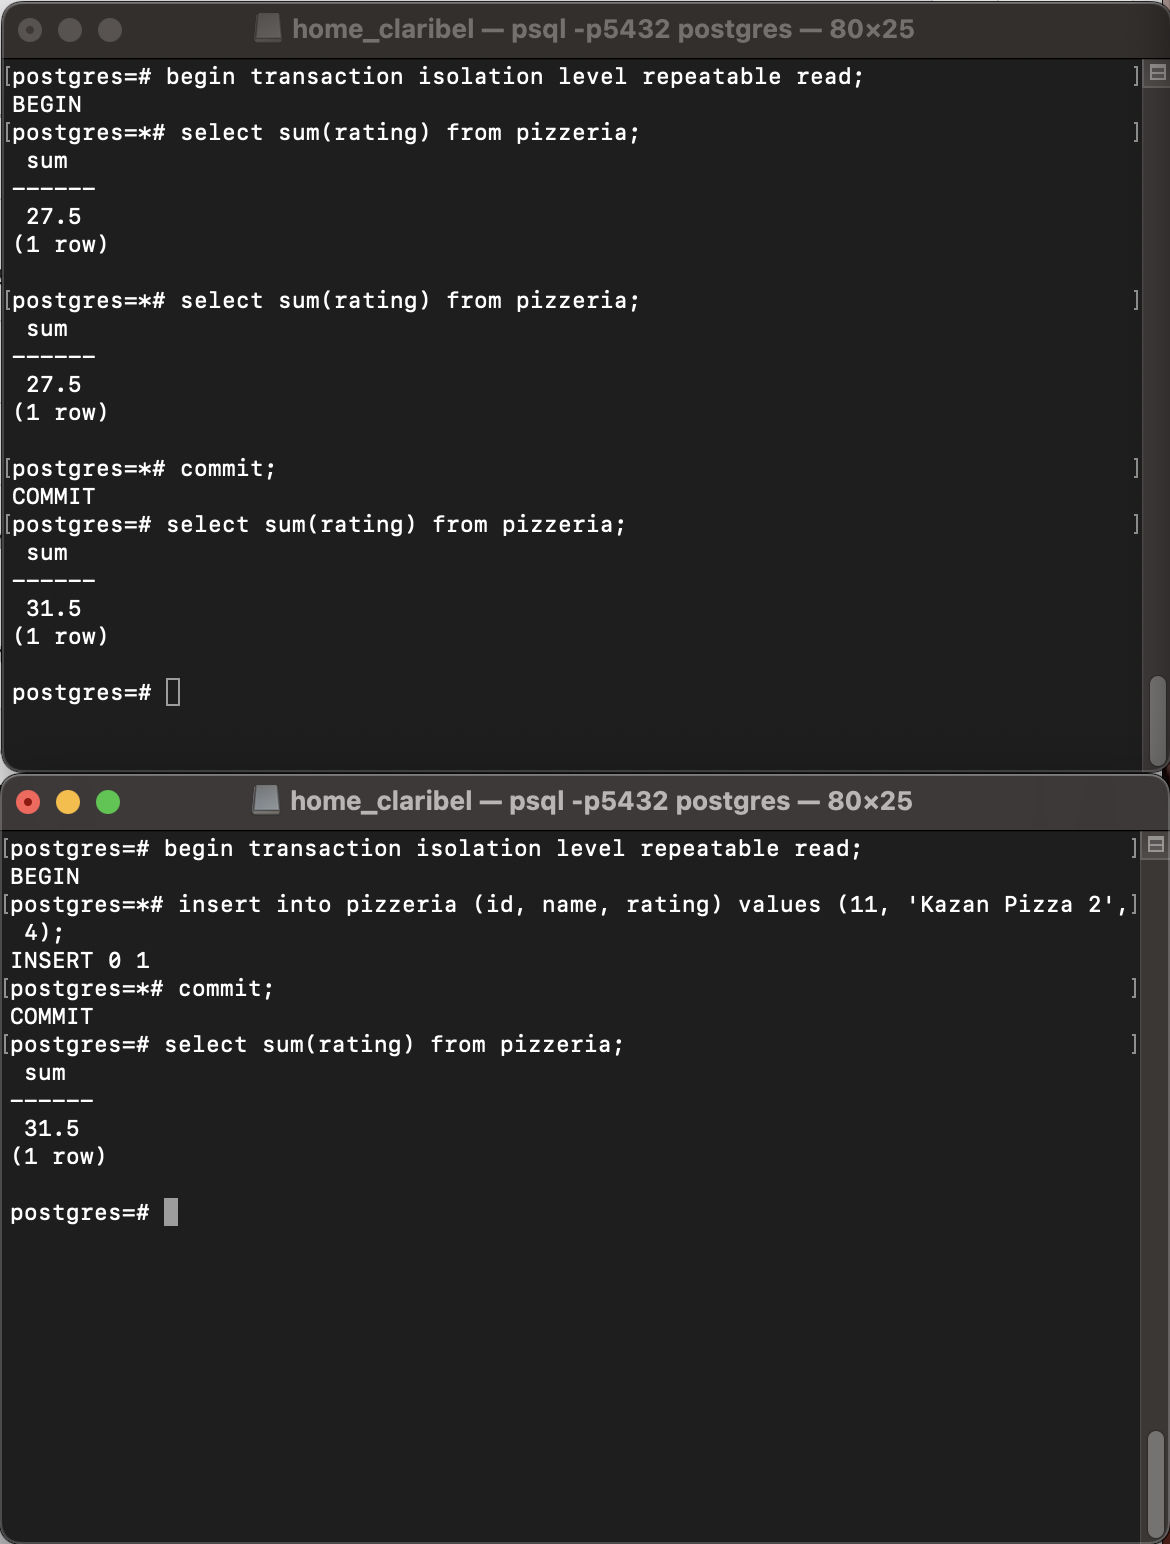 home_claribel — psql -p5432 postgres — 80×25
[postgres=# begin transaction isolation level repeatable read; ]
BEGIN
[postgres=*# select sum(rating) from pizzeria; ]
sum
------
27.5
(1 row)
[postgres=*# select sum(rating) from pizzeria; ]
sum
------
27.5
(1 row)
[postgres=*# commit; ]
COMMIT
[postgres=# select sum(rating) from pizzeria; ]
sum
------
31.5
(1 row)
postgres=#
home_claribel — psql -p5432 postgres — 80×25
[postgres=# begin transaction isolation level repeatable read; ]
BEGIN
[postgres=*# insert into pizzeria (id, name, rating) values (11, 'Kazan Pizza 2',]
4);
INSERT 0 1
[postgres=*# commit; ]
COMMIT
[postgres=# select sum(rating) from pizzeria; ]
sum
------
31.5
(1 row)
postgres=#